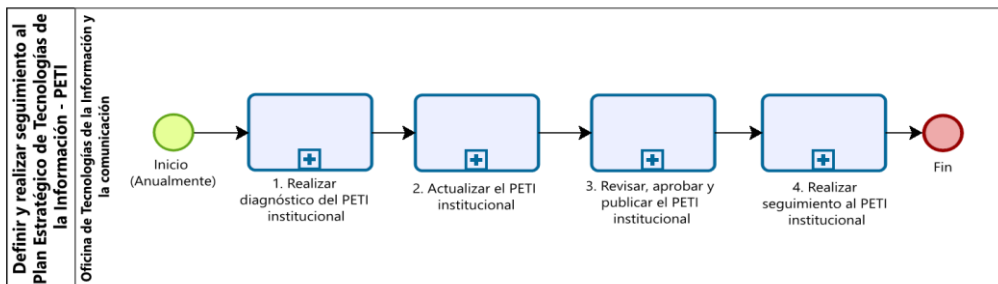 Definir y realizar seguimiento al
Plan Estratégico de Tecnologías de
la Información - PETI
Oficina de Tecnologías de la Información y
la comunicación
Inicio
(Anualmente)
1. Realizar
diagnóstico del PETI
institucional
2. Actualizar el PETI
institucional
3. Revisar, aprobar y
publicar el PETI
institucional
4. Realizar
seguimiento al PETI
institucional
Fin